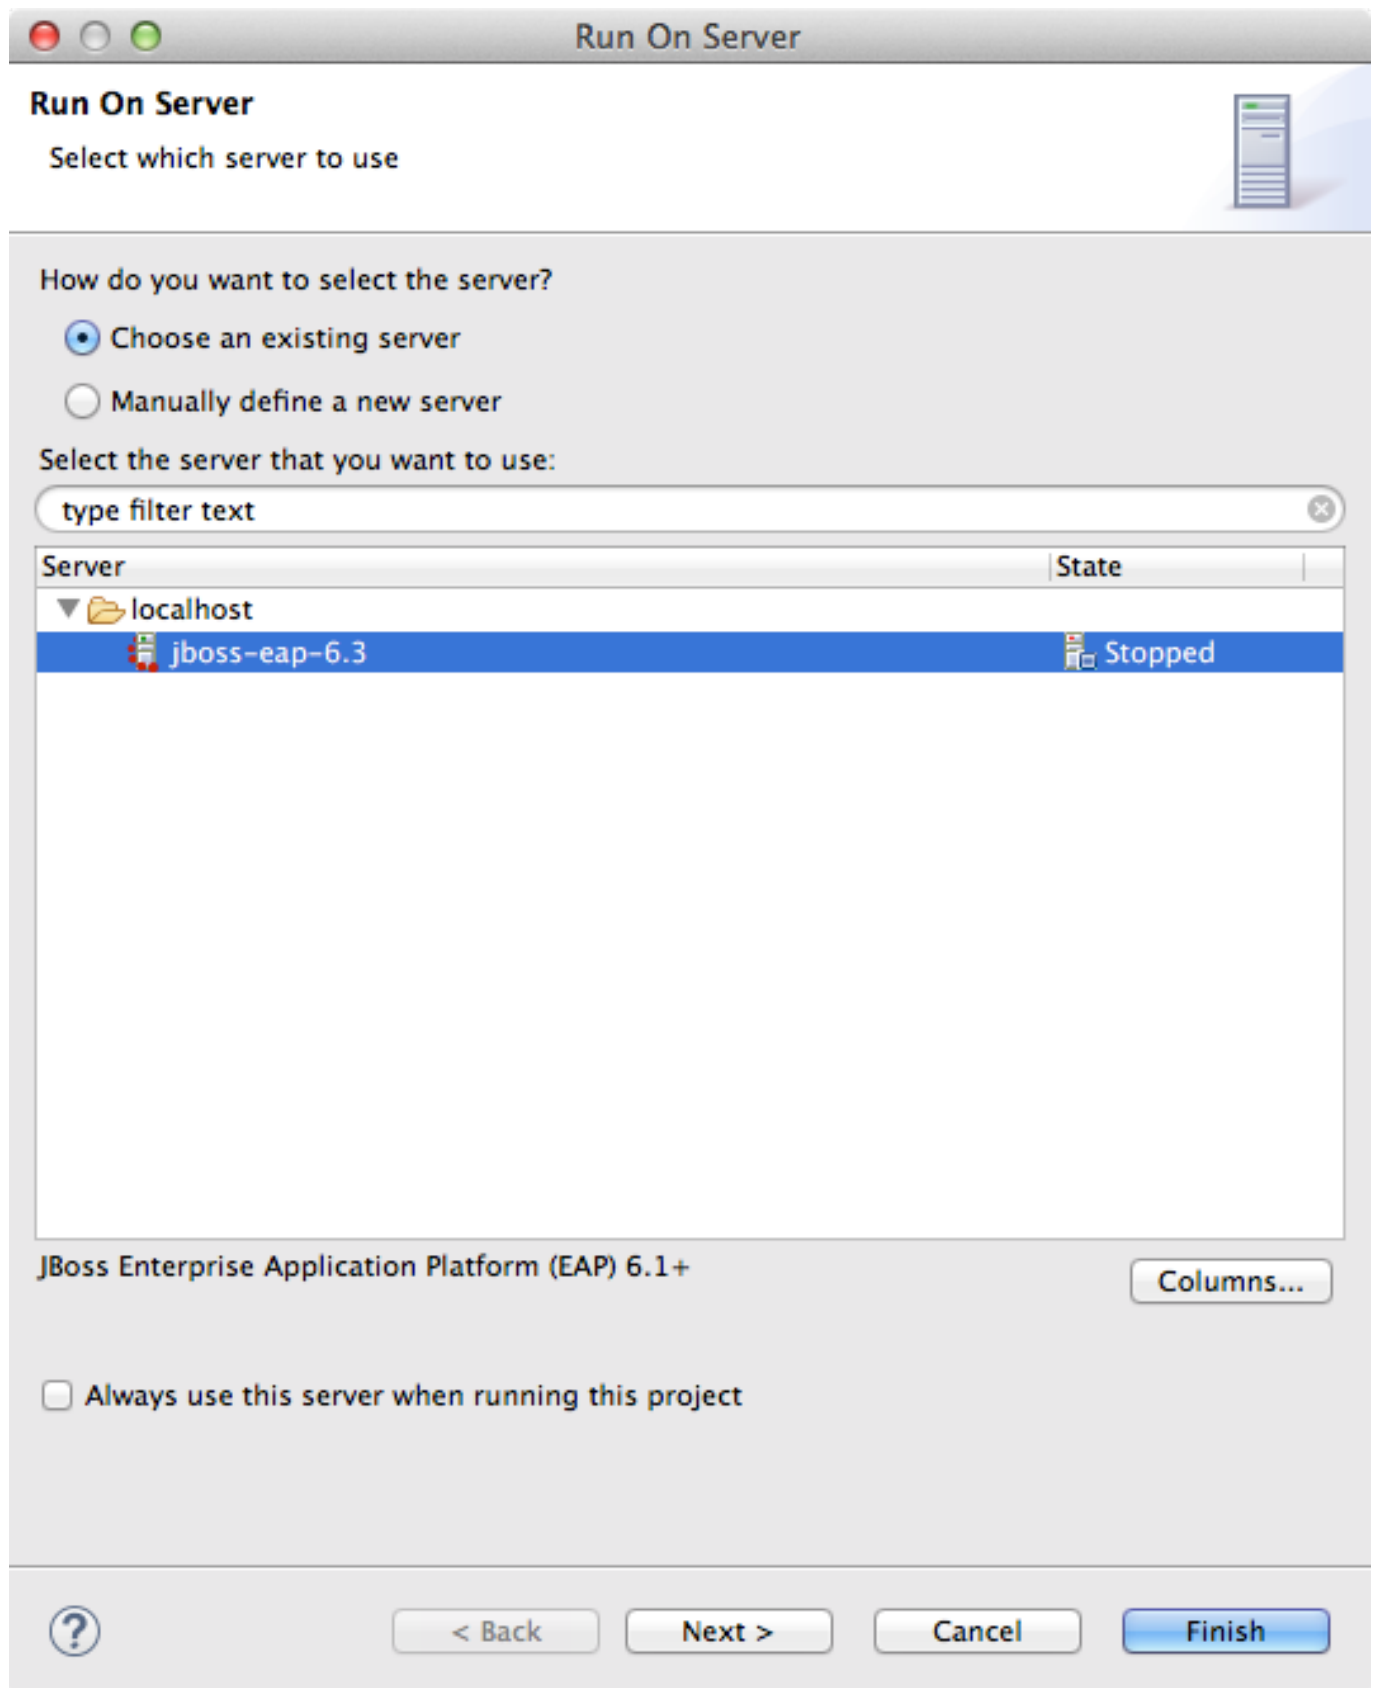 Run On Server
Run On Server
Select which server to use
How do you want to select the server?
Choose an existing server
Manually define a new server
Select the server that you want to use:
type filter text
Server State
localhost
jboss-eap-6.3 Stopped
JBoss Enterprise Application Platform (EAP) 6.1+
Columns...
Always use this server when running this project
? < Back Next > Cancel Finish